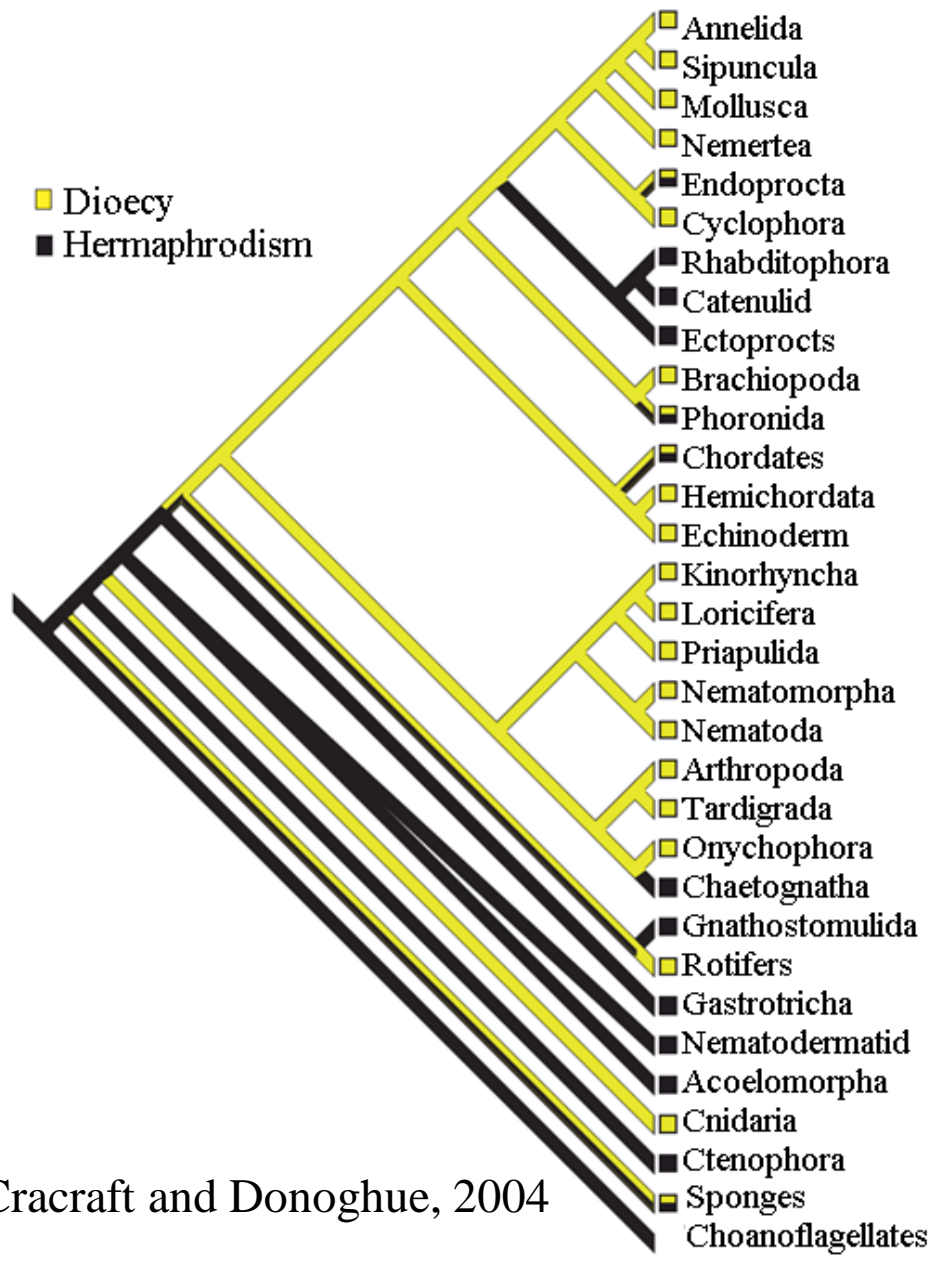 Dioecy
Hermaphrodism
Annelida
Sipuncula
Mollusca
Nemertea
Endoprocta
Cyclophora
Rhabditophora
Catenulid
Ectoprocts
Brachiopoda
Phoronida
Chordates
Hemichordata
Echinoderm
Kinorhyncha
Loricifera
Priapulida
Nematomorpha
Nematoda
Arthropoda
Tardigrada
Onychophora
Chaetognatha
Gnathostomulida
Rotifers
Gastrotricha
Nematodermatid
Acoelomorpha
Cnidaria
Ctenophora
Sponges
Choanoflagellates
Cracraft and Donoghue, 2004